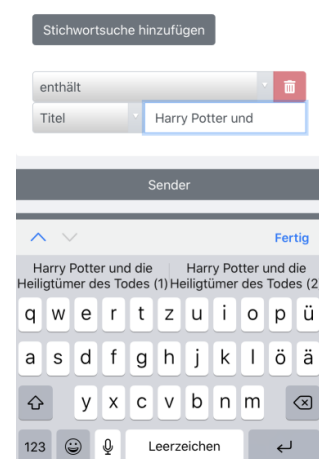 Stichwortsuche hinzufügen
enthält
Titel Harry Potter und
Sender
Fertig
Harry Potter und die Harry Potter und die
Heiligtümer des Todes (1) Heiligtümer des Todes (2
q w e r t z u i o p ü
a s d f g h j k l ö ä
y x c v b n m
123 Leerzeichen